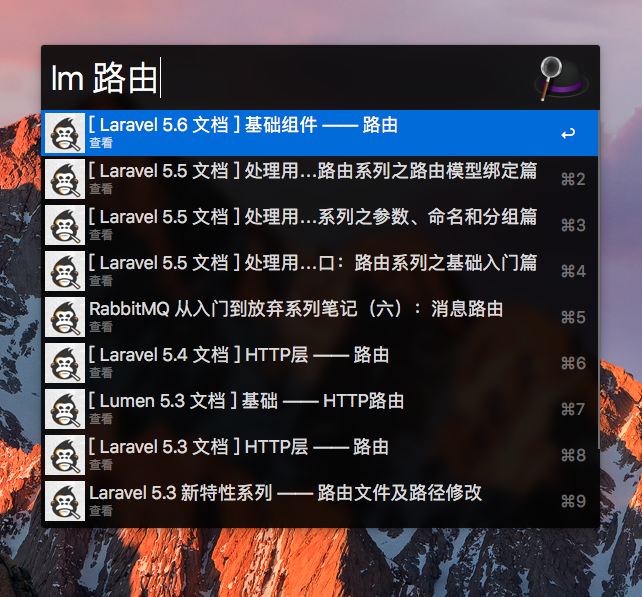 lm 路由
[ Laravel 5.6 文档 ] 基础组件 —— 路由
查看
↩
[ Laravel 5.5 文档 ] 处理用…路由系列之路由模型绑定篇
查看
⌘2
[ Laravel 5.5 文档 ] 处理用…系列之参数、命名和分组篇
查看
⌘3
[ Laravel 5.5 文档 ] 处理用…口：路由系列之基础入门篇
查看
⌘4
RabbitMQ 从入门到放弃系列笔记（六）：消息路由
查看
⌘5
[ Laravel 5.4 文档 ] HTTP层 —— 路由
查看
⌘6
[ Lumen 5.3 文档 ] 基础 —— HTTP路由
查看
⌘7
[ Laravel 5.3 文档 ] HTTP层 —— 路由
查看
⌘8
Laravel 5.3 新特性系列 —— 路由文件及路径修改
查看
⌘9